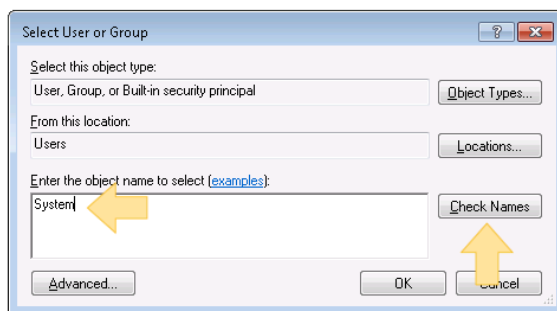 Select User or Group
Select this object type:
User, Group, or Built-in security principal
Object Types...
From this location:
Users
Locations...
Enter the object name to select (examples):
System
Check Names
Advanced...
OK
Cancel